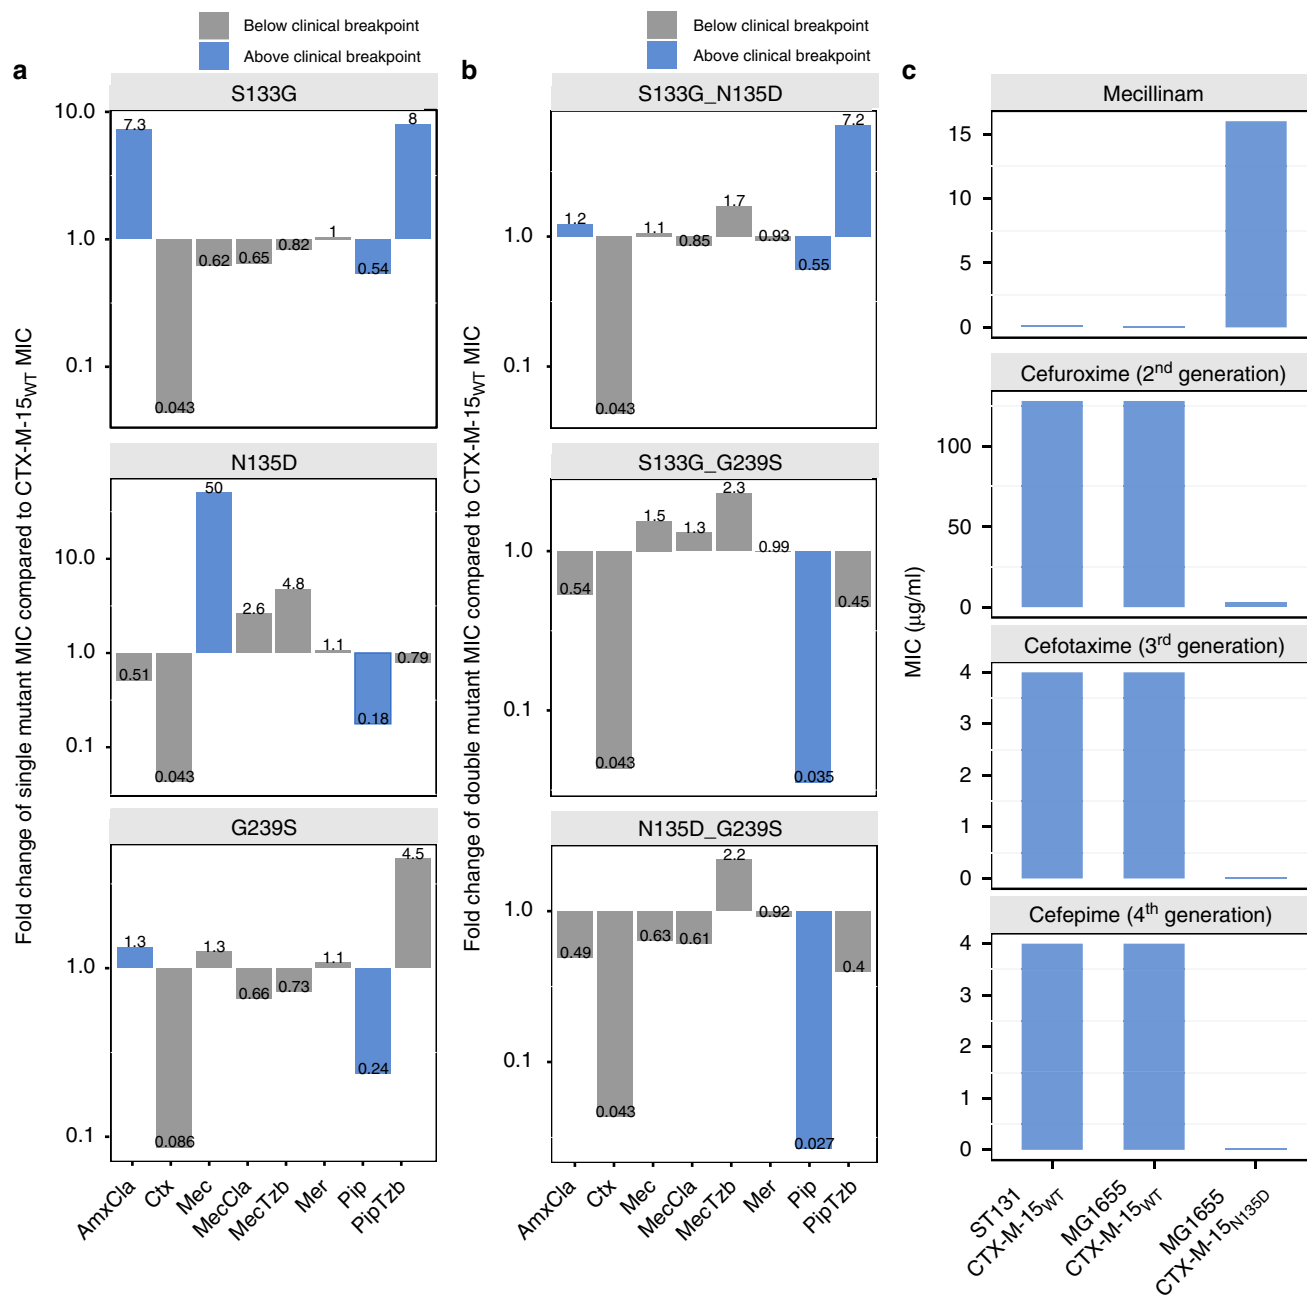 a
Below clinical breakpoint
Above clinical breakpoint
Fold change of single mutant MIC compared to CTX-M-15WT MIC
S133G
10.0
1.0
0.1
7.3
0.043
0.62
0.65
0.82
1
0.54
8
N135D
10.0
1.0
0.1
0.51
0.043
50
2.6
4.8
1.1
0.18
0.79
G239S
1.0
0.1
1.3
0.086
1.3
0.66
0.73
1.1
0.24
4.5
AmxCla
Ctx
Mec
MecCla
MecTzb
Mer
Pip
PipTzb
b
Below clinical breakpoint
Above clinical breakpoint
Fold change of double mutant MIC compared to CTX-M-15WT MIC
S133G_N135D
1.0
0.1
1.2
0.043
1.1
0.85
1.7
0.93
0.55
7.2
S133G_G239S
1.0
0.1
0.54
0.043
1.5
1.3
2.3
0.99
0.035
0.45
N135D_G239S
1.0
0.1
0.49
0.043
0.63
0.61
2.2
0.92
0.027
0.4
AmxCla
Ctx
Mec
MecCla
MecTzb
Mer
Pip
PipTzb
c
MIC (μg/ml)
Mecillinam
15
10
5
0
Cefuroxime (2nd generation)
100
50
0
Cefotaxime (3rd generation)
4
3
2
1
0
Cefepime (4th generation)
4
3
2
1
0
ST131
CTX-M-15WT
MG1655
CTX-M-15WT
MG1655
CTX-M-15N135D